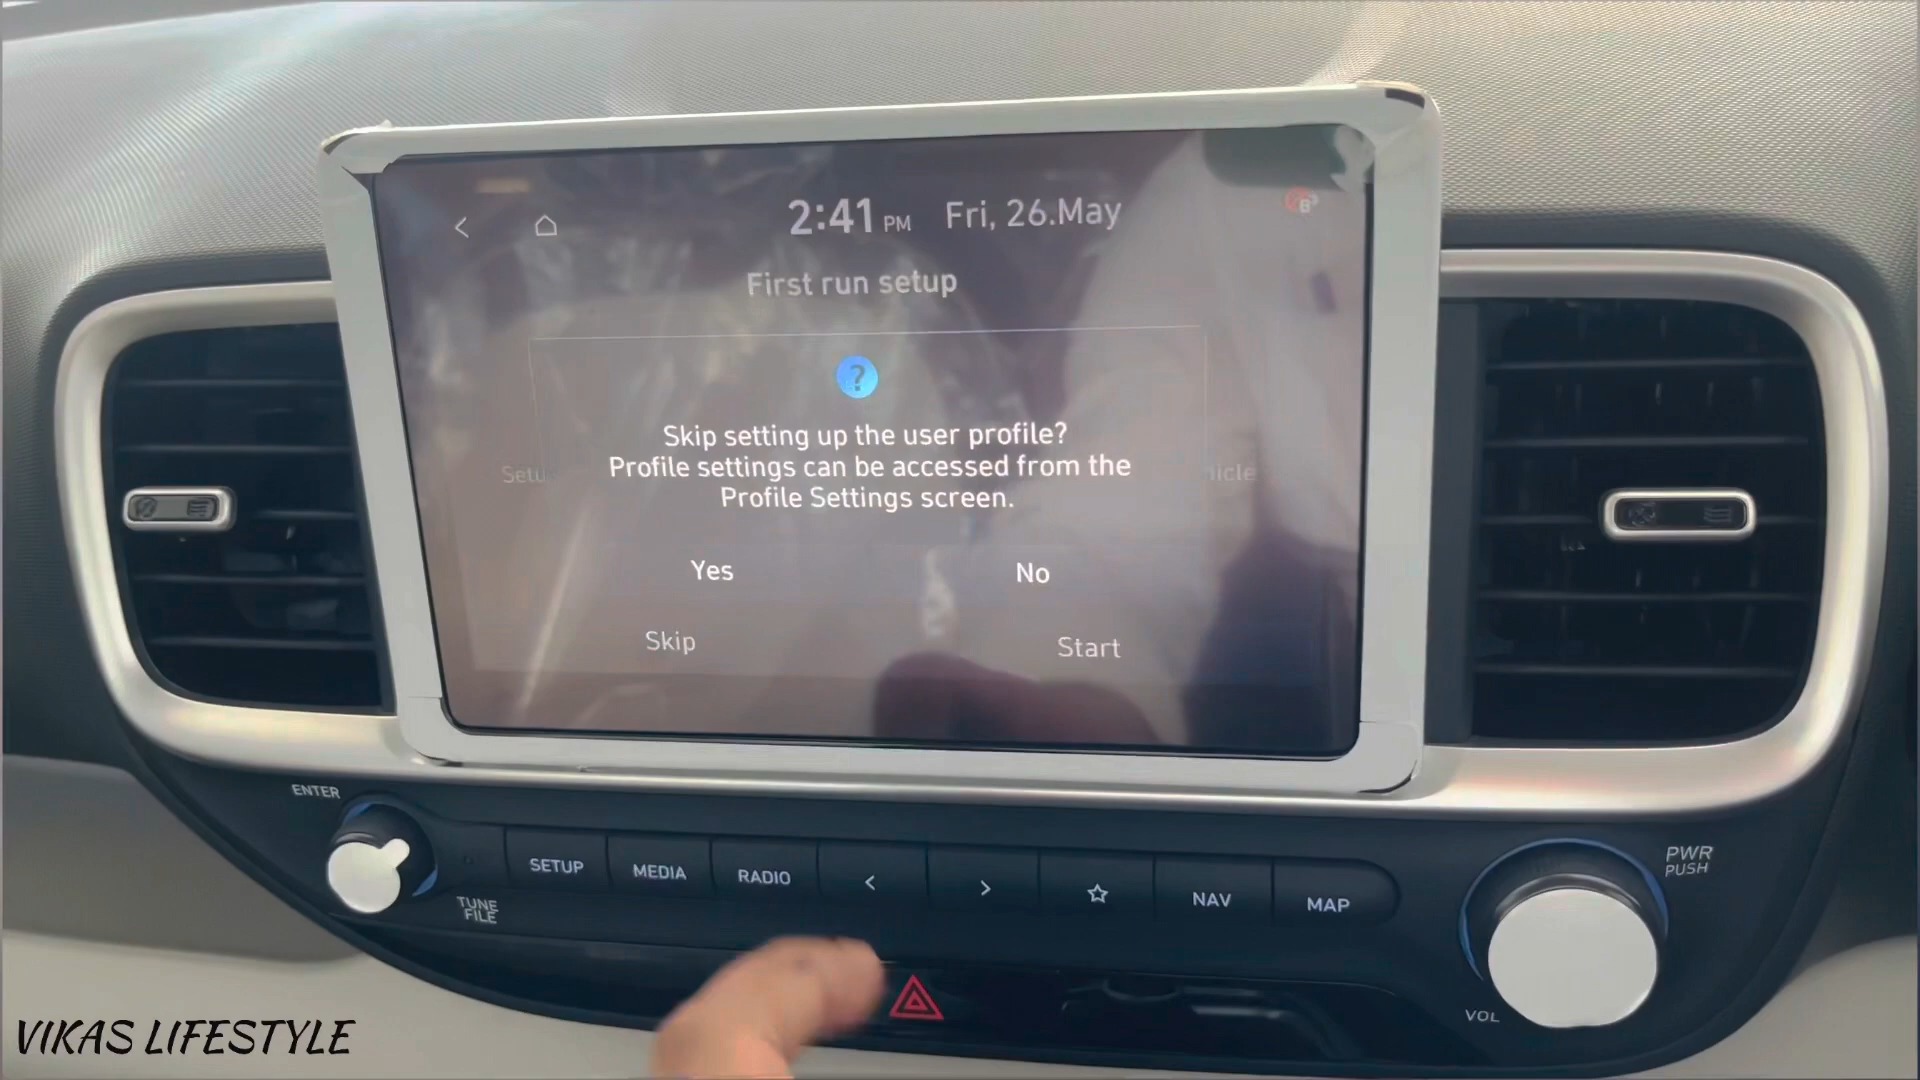 2:41 PM Fri, 26.May
First run setup
?
Skip setting up the user profile?
Profile settings can be accessed from the
Profile Settings screen.
Setu
icle
Yes No
Skip Start
ENTER
TUNE
FILE
SETUP MEDIA RADIO < > NAV MAP
PWR
PUSH
VOL
VIKAS LIFESTYLE